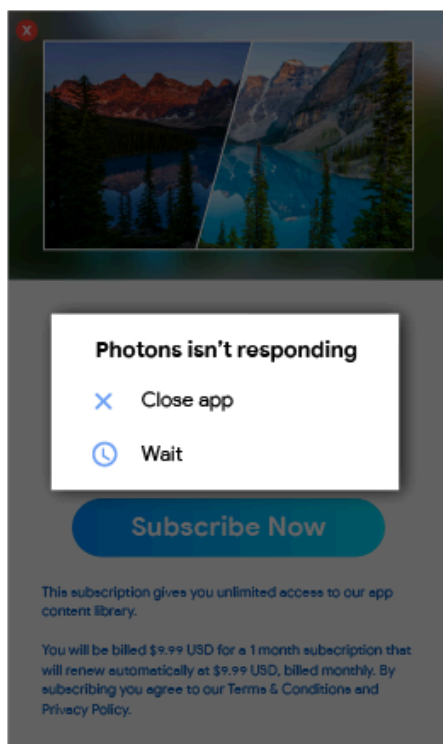 X
Photons isn't responding
Close app
Wait
Subscribe Now
This subscription gives you unlimited access to our app
content library.
You will be billed $9.99 USD for a 1 month subscription that
will renew automatically at $9.99 USD, billed monthly. By
subscribing you agree to our Terms & Conditions and
Privacy Policy.